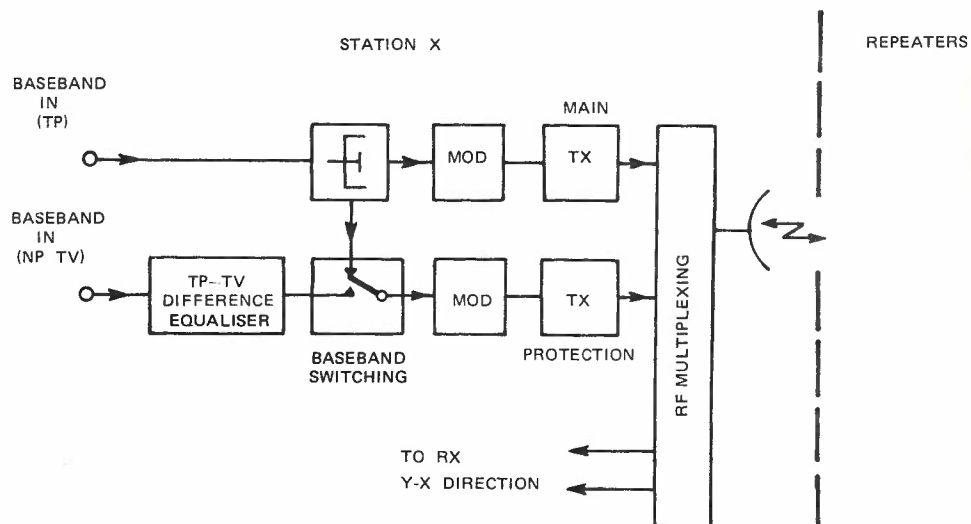 STATION X
REPEATERS
BASEBAND
IN
(TP)
MAIN
MOD
TX
BASEBAND
IN
(NP TV)
TP-TV
DIFFERENCE
EQUALISER
MOD
TX
BASEBAND
SWITCHING
PROTECTION
RF MULTIPLEXING
TO RX
Y-X DIRECTION